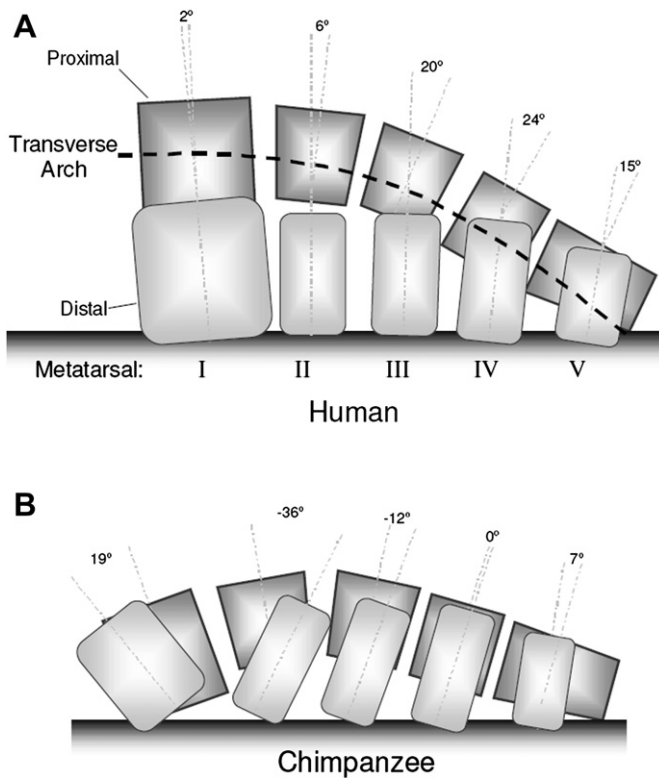 A
2º 6º
Proximal
20º
24º
Transverse
Arch
15º
Distal
Metatarsal: I II III IV V
Human
B
-36º -12º
19º 0º 7º
Chimpanzee